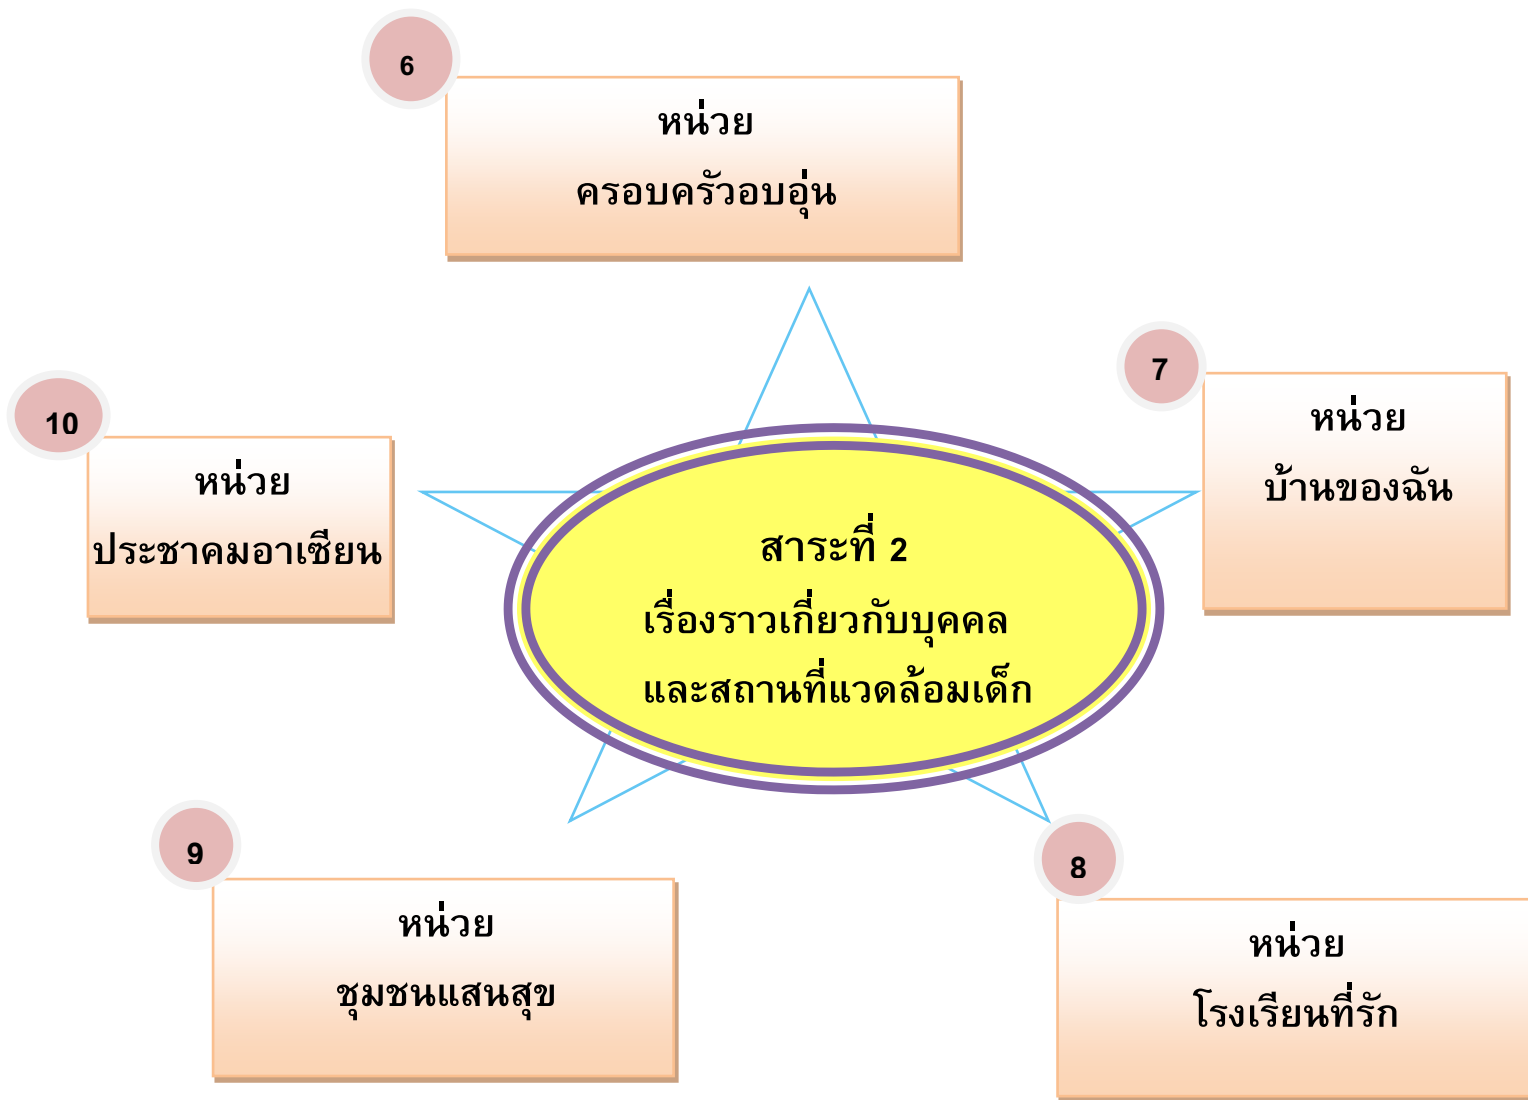 6
หน่วย
ครอบครัวอบอุ่น
7
หน่วย
บ้านของฉัน
10
หน่วย
ประชาคมอาเซียน
สาระที่ 2
เรื่องราวเกี่ยวกับบุคคล
และสถานที่แวดล้อมเด็ก
9
หน่วย
ชุมชนแสนสุข
8
หน่วย
โรงเรียนที่รัก